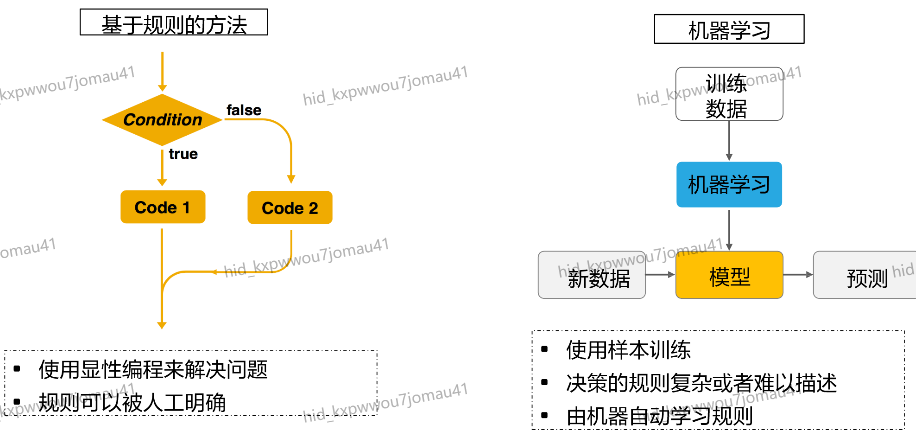 基于规则的方法
Condition
false
true
Code 1
Code 2
使用显性编程来解决问题
规则可以被人工明确
机器学习
训练
数据
机器学习
新数据
模型
预测
使用样本训练
决策的规则复杂或者难以描述
由机器自动学习规则
hid_kxpwwou7jomau41
hid_kxpwwou7jomau41
hid_kxpwwou7jomau41
jomau41
hid_kxpwwou7jomau41
hid_kxpwwou7jomau41
hid_
kxpwwou7jomau41
hid_kxpwwou7jomau41
hid_kxpwwou7jomau41